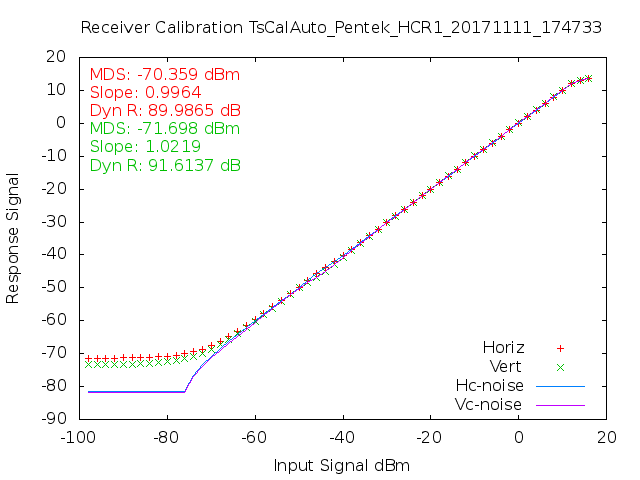 Receiver Calibration TsCalAuto_Pentek_HCR1_20171111_174733
20
10
0
-10
-20
-30
-40
-50
-60
-70
-80
-90
Response Signal
MDS: -70.359 dBm
Slope: 0.9964
Dyn R: 89.9865 dB
MDS: -71.698 dBm
Slope: 1.0219
Dyn R: 91.6137 dB
Horiz
Vert
Hc-noise
Vc-noise
-100 -80 -60 -40 -20 0 20
Input Signal dBm